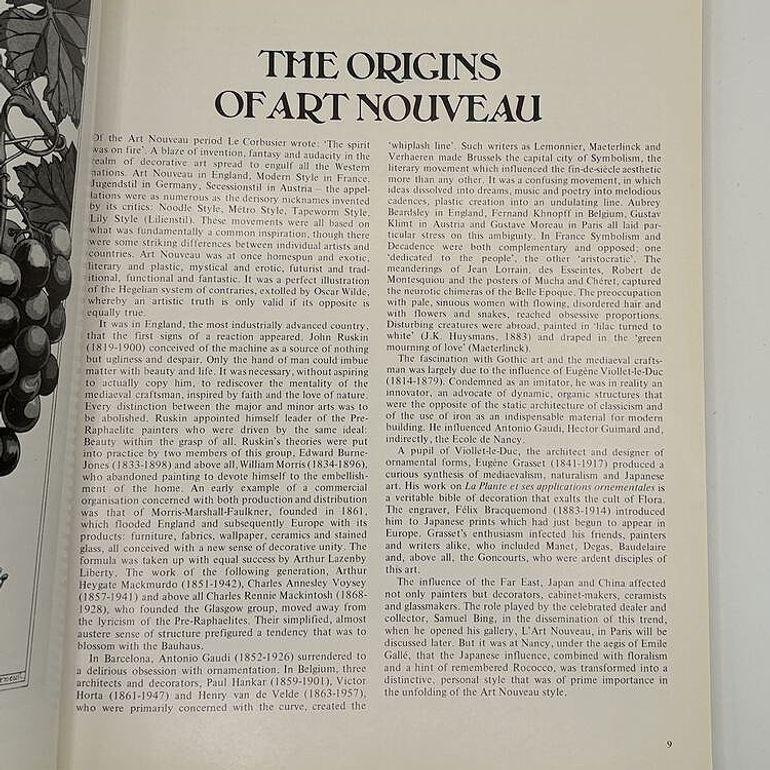 THE ORIGINS
OF ART NOUVEAU
Of the Art Nouveau period Le Corbusier wrote: 'The spirit
was on fire'. A blaze of invention, fantasy and audacity in the
realm of decorative art spread to engulf all the Western
nations. Art Nouveau in England, Modern Style in France,
Jugendstil in Germany, Secessionstil in Austria – the appel-
lations were as numerous as the derisory nicknames invented
by its critics: Noodle Style, Métro Style, Tapeworm Style,
Lily Style (Lilienstil). These movements were all based on
what was fundamentally a common inspiration, though there
were some striking differences between individual artists and
countries. Art Nouveau was at once homespun and exotic,
literary and plastic, mystical and erotic, futurist and trad-
itional, functional and fantastic. It was a perfect illustration
of the Hegelian system of contraries, extolled by Oscar Wilde,
whereby an artistic truth is only valid if its opposite is
equally true.
It was in England, the most industrially advanced country,
that the first signs of a reaction appeared. John Ruskin
(1819-1900) conceived of the machine as a source of nothing
but ugliness and despair. Only the hand of man could imbue
matter with beauty and life. It was necessary, without aspiring
to actually copy him, to rediscover the mentality of the
mediaeval craftsman, inspired by faith and the love of nature.
Every distinction between the major and minor arts was to
be abolished. Ruskin appointed himself leader of the Pre-
Raphaelite painters who were driven by the same ideal:
Beauty within the grasp of all. Ruskin's theories were put
into practice by two members of this group, Edward Burne-
Jones (1833-1898) and above all, William Morris (1834-1896),
who abandoned painting to devote himself to the embellish-
ment of the home. An early example of a commercial
organisation concerned with both production and distribution
was that of Morris-Marshall-Faulkner, founded in 1861,
which flooded England and subsequently Europe with its
products: furniture, fabrics, wallpaper, ceramics and stained
glass, all conceived with a new sense of decorative unity. The
formula was taken up with equal success by Arthur Lazenby
Liberty. The work of the following generation, Arthur
Heygate Mackmurdo (1851-1942), Charles Annesley Voysey
(1857-1941) and above all Charles Rennie Mackintosh (1868-
1928), who founded the Glasgow group, moved away from
the lyricism of the Pre-Raphaelites. Their simplified, almost
austere sense of structure prefigured a tendency that was to
blossom with the Bauhaus.
In Barcelona, Antonio Gaudi (1852-1926) surrendered to
a delirious obsession with ornamentation. In Belgium, three
architects and decorators, Paul Hankar (1859-1901), Victor
Horta (1861-1947) and Henry van de Velde (1863-1957),
who were primarily concerned with the curve, created the
'whiplash line'. Such writers as Lemonnier, Maeterlinck and
Verhaeren made Brussels the capital city of Symbolism, the
literary movement which influenced the fin-de-siècle aesthetic
more than any other. It was a confusing movement, in which
ideas dissolved into dreams, music and poetry into melodious
cadences, plastic creation into an undulating line. Aubrey
Beardsley in England, Fernand Khnopff in Belgium, Gustav
Klimt in Austria and Gustave Moreau in Paris all laid par-
ticular stress on this ambiguity. In France Symbolism and
Decadence were both complementary and opposed; one
'dedicated to the people', the other 'aristocratic'. The
meanderings of Jean Lorrain, des Esseintes, Robert de
Montesquiou and the posters of Mucha and Chéret, captured
the neurotic chimeras of the Belle Epoque. The preoccupation
with pale, sinuous women with flowing, disordered hair and
with flowers and snakes, reached obsessive proportions.
Disturbing creatures were abroad, painted in 'lilac turned to
white' (J.K. Huysmans, 1883) and draped in the 'green
mourning of love' (Maeterlinck).
The fascination with Gothic art and the mediaeval crafts-
man was largely due to the influence of Eugène Viollet-le-Duc
(1814-1879). Condemned as an imitator, he was in reality an
innovator, an advocate of dynamic, organic structures that
were the opposite of the static architecture of classicism and
of the use of iron as an indispensable material for modern
building. He influenced Antonio Gaudi, Hector Guimard and,
indirectly, the Ecole de Nancy.
A pupil of Viollet-le-Duc, the architect and designer of
ornamental forms, Eugène Grasset (1841-1917) produced a
curious synthesis of mediaevalism, naturalism and Japanese
art. His work on La Plante et ses applications ornementales is
a veritable bible of decoration that exalts the cult of Flora.
The engraver, Félix Bracquemond (1883-1914) introduced
him to Japanese prints which had just begun to appear in
Europe. Grasset's enthusiasm infected his friends, painters
and writers alike, who included Manet, Degas, Baudelaire
and, above all, the Goncourts, who were ardent disciples of
this art.
The influence of the Far East, Japan and China affected
not only painters but decorators, cabinet-makers, ceramists
and glassmakers. The role played by the celebrated dealer and
collector, Samuel Bing, in the dissemination of this trend,
when he opened his gallery, L'Art Nouveau, in Paris will be
discussed later. But it was at Nancy, under the aegis of Emile
Gallé, that the Japanese influence, combined with floralism
and a hint of remembered Rococco, was transformed into a
distinctive, personal style that was of prime importance in
the unfolding of the Art Nouveau style.
9